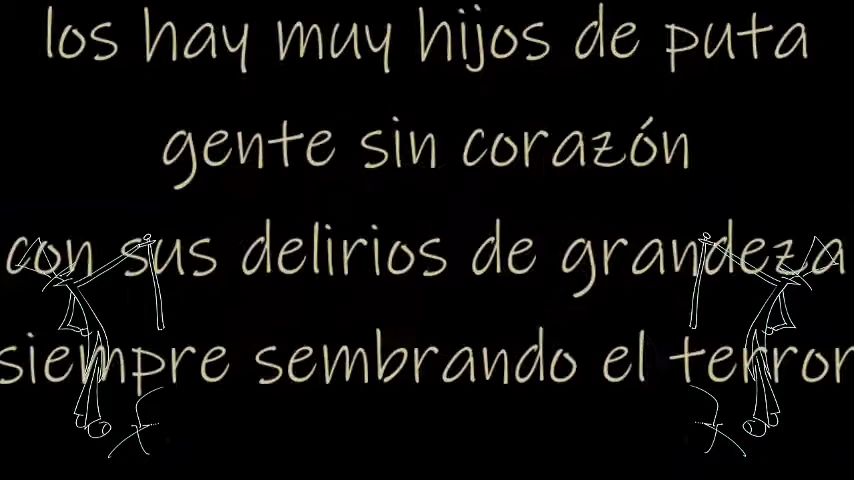 los hay muy hijos de puta
gente sin corazón
con sus delirios de grandeza
siempre sembrando el terror